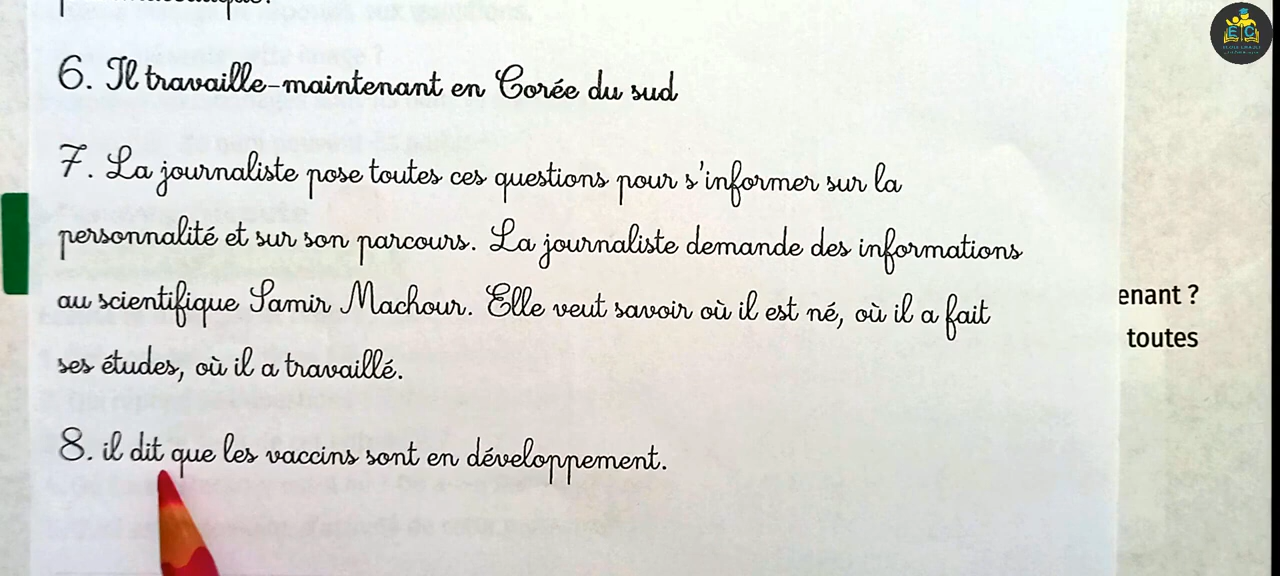 6. Il travaille-maintenant en Corée du sud
7. La journaliste pose toutes ces questions pour s'informer sur la
personnalité et sur son parcours. La journaliste demande des informations
au scientifique Samir Machour. Elle veut savoir où il est né, où il a fait
ses études, où il a travaillé.
8. il dit que les vaccins sont en développement.
enant ?
toutes
EC